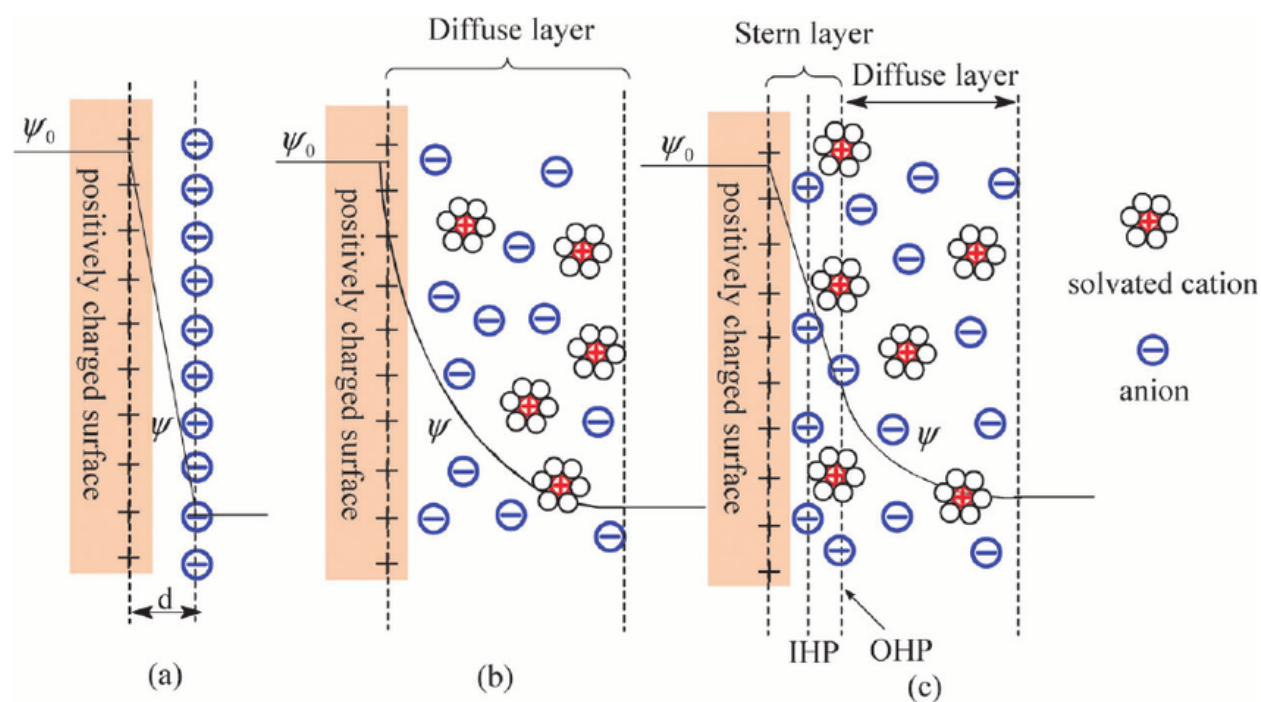 Diffuse layer
Stern layer
Diffuse layer
ψ₀
ψ₀
ψ₀
positively charged surface
positively charged surface
positively charged surface
solvated cation
anion
ψ
ψ
ψ
d
IHP
OHP
(a)
(b)
(c)